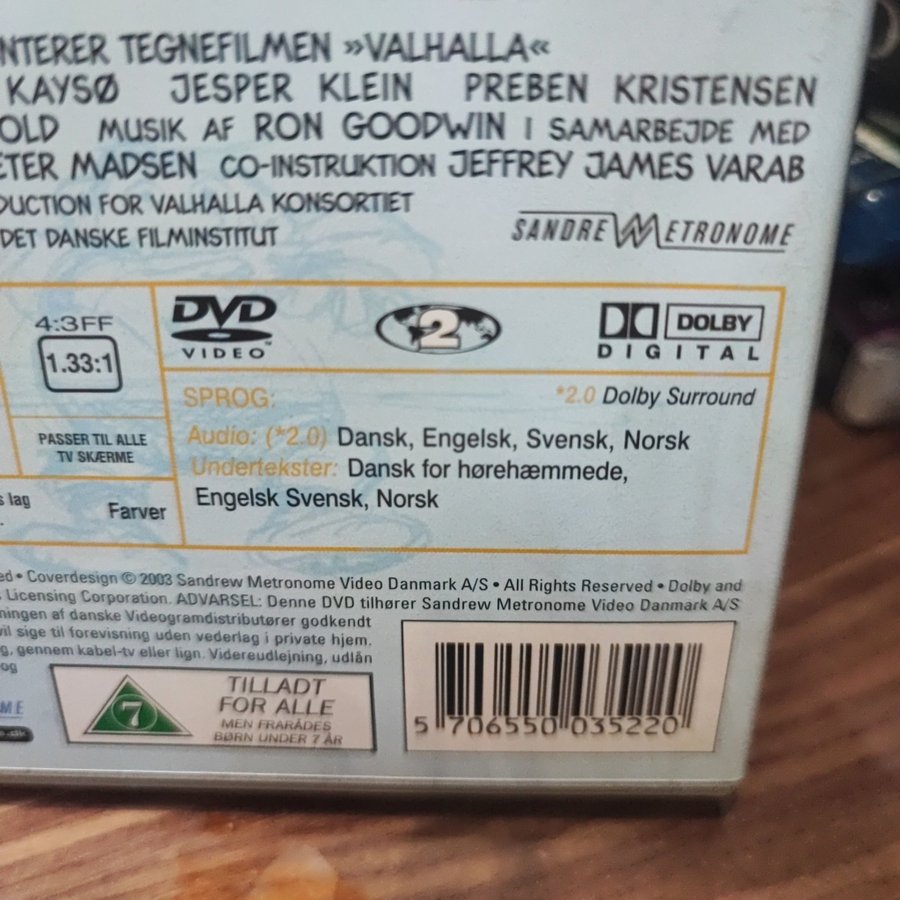 NTERER TEGNEFILMEN »VALHALLA«
KAYSØ JESPER KLEIN PREBEN KRISTENSEN
OLD MUSIK AF RON GOODWIN I SAMARBEJDE MED
ETER MADSEN CO-INSTRUKTION JEFFREY JAMES VARAB
DUCTION FOR VALHALLA KONSORTIET
DET DANSKE FILMINSTITUT
SANDREW METRONOME
4:3FF
1.33:1
PASSER TIL ALLE
TV SKÆRME
s lag
Farver
DVD
VIDEO™
2
DOLBY
DIGITAL
SPROG:
*2.0 Dolby Surround
Audio: (*2.0) Dansk, Engelsk, Svensk, Norsk
Undertekster: Dansk for hørehæmmede,
Engelsk Svensk, Norsk
ed • Coverdesign © 2003 Sandrew Metronome Video Danmark A/S • All Rights Reserved • Dolby and
Licensing Corporation. ADVARSEL: Denne DVD tilhører Sandrew Metronome Video Danmark A/S
ningen af danske Videogramdistributører godkendt
vil sige til forevisning uden vederlag i private hjem.
g, gennem kabel-tv eller lign. Videreudlejning, udlån
og
ME
7
TILLADT
FOR ALLE
MEN FRARÅDES
BØRN UNDER 7 ÅR
5 706550 035220